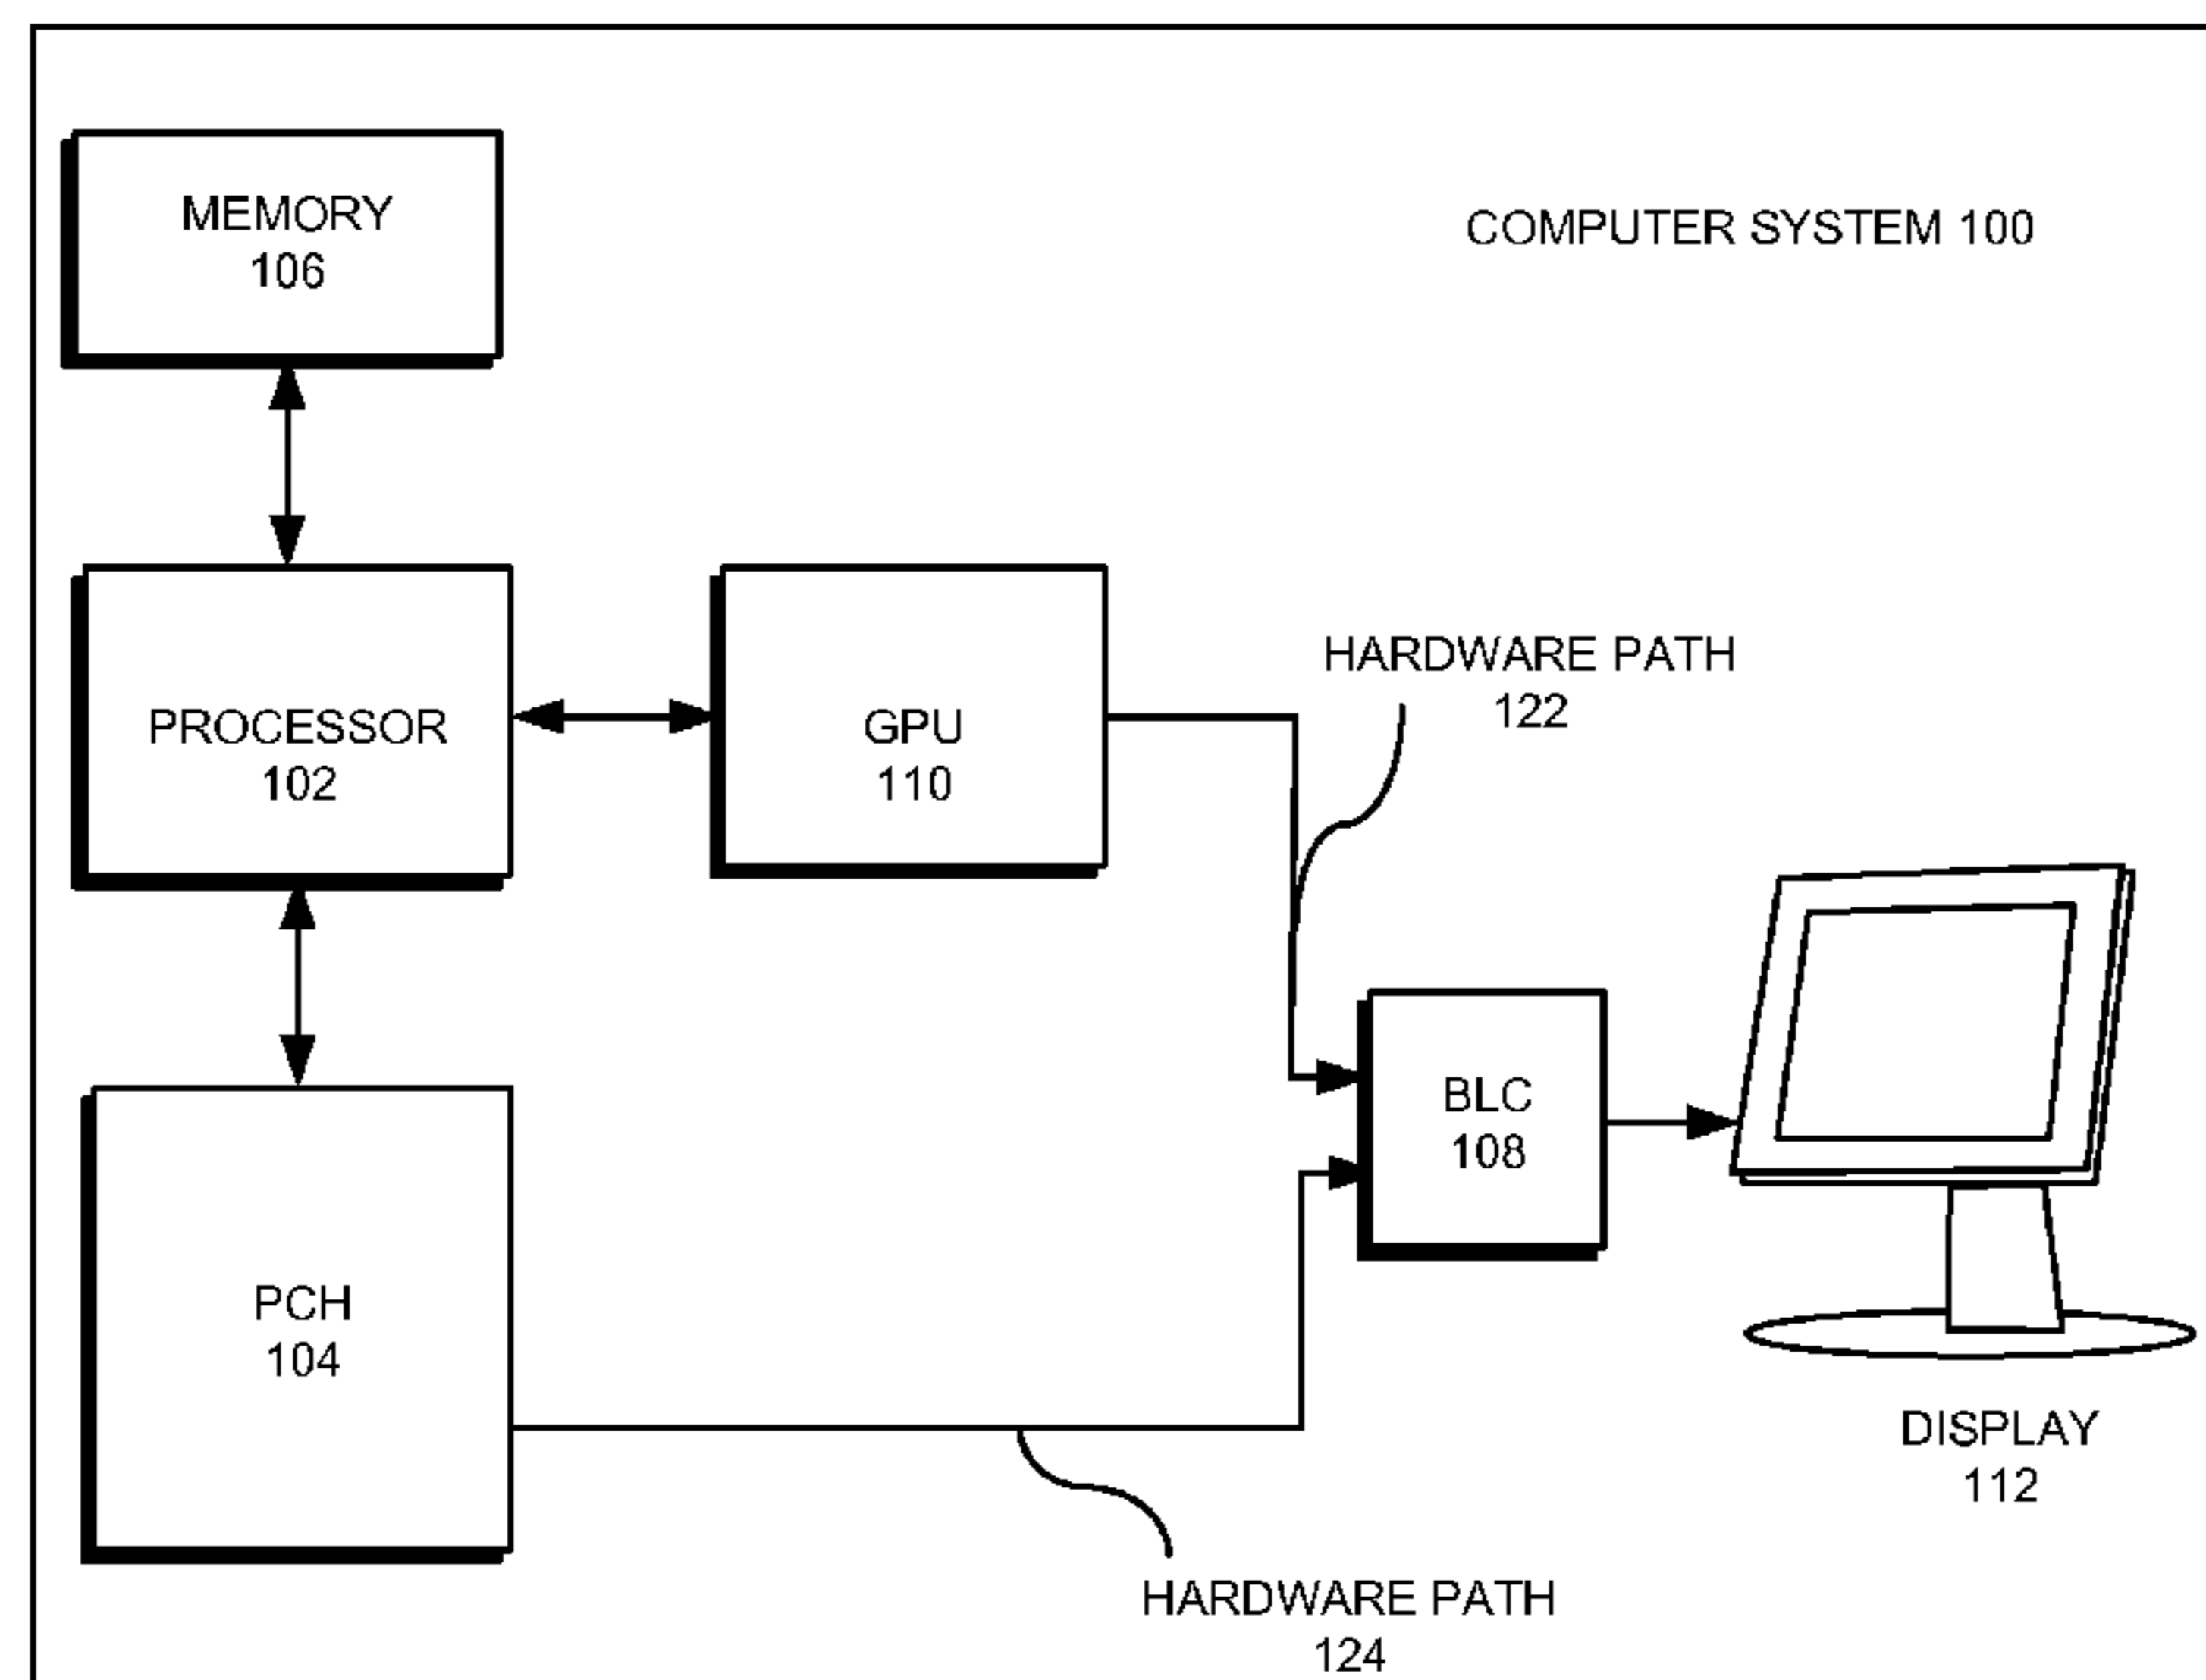 MEMORY
106
COMPUTER SYSTEM 100
PROCESSOR
102
GPU
110
HARDWARE PATH
122
BLC
108
PCH
104
DISPLAY
112
HARDWARE PATH
124